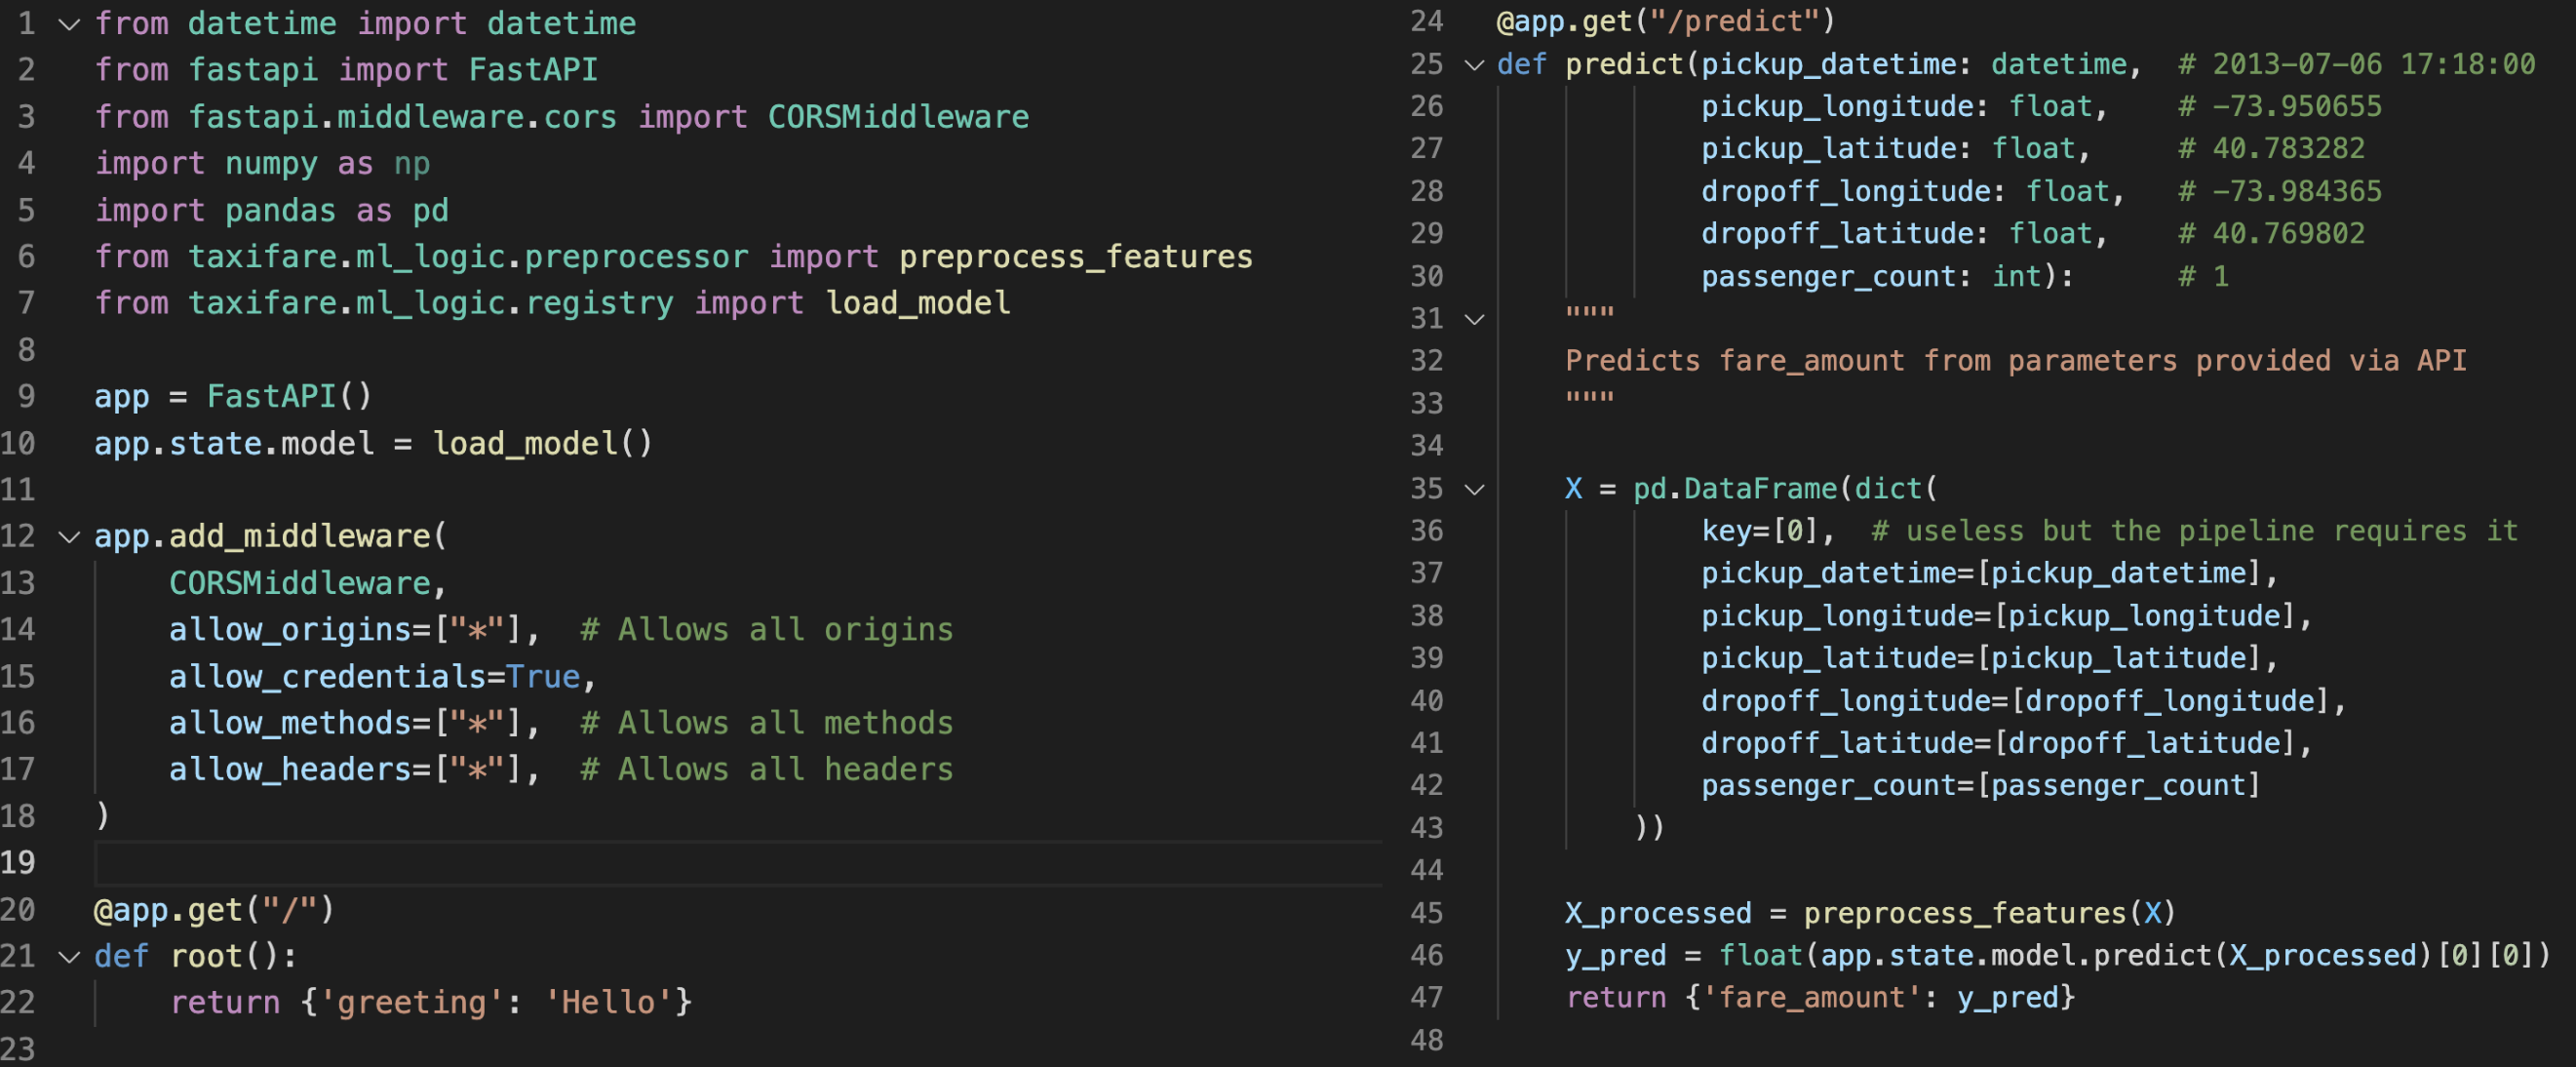 1 from datetime import datetime
2 from fastapi import FastAPI
3 from fastapi.middleware.cors import CORSMiddleware
4 import numpy as np
5 import pandas as pd
6 from taxifare.ml_logic.preprocessor import preprocess_features
7 from taxifare.ml_logic.registry import load_model
8
9 app = FastAPI()
10 app.state.model = load_model()
11
12 app.add_middleware(
13     CORSMiddleware,
14     allow_origins=["*"],  # Allows all origins
15     allow_credentials=True,
16     allow_methods=["*"],  # Allows all methods
17     allow_headers=["*"],  # Allows all headers
18 )
19
20 @app.get("/")
21 def root():
22     return {'greeting': 'Hello'}
23
24 @app.get("/predict")
25 def predict(pickup_datetime: datetime,  # 2013-07-06 17:18:00
26             pickup_longitude: float,    # -73.950655
27             pickup_latitude: float,     # 40.783282
28             dropoff_longitude: float,   # -73.984365
29             dropoff_latitude: float,    # 40.769802
30             passenger_count: int):      # 1
31     """
32     Predicts fare_amount from parameters provided via API
33     """
34
35     X = pd.DataFrame(dict(
36             key=[0],  # useless but the pipeline requires it
37             pickup_datetime=[pickup_datetime],
38             pickup_longitude=[pickup_longitude],
39             pickup_latitude=[pickup_latitude],
40             dropoff_longitude=[dropoff_longitude],
41             dropoff_latitude=[dropoff_latitude],
42             passenger_count=[passenger_count]
43         ))
44
45     X_processed = preprocess_features(X)
46     y_pred = float(app.state.model.predict(X_processed)[0][0])
47     return {'fare_amount': y_pred}
48